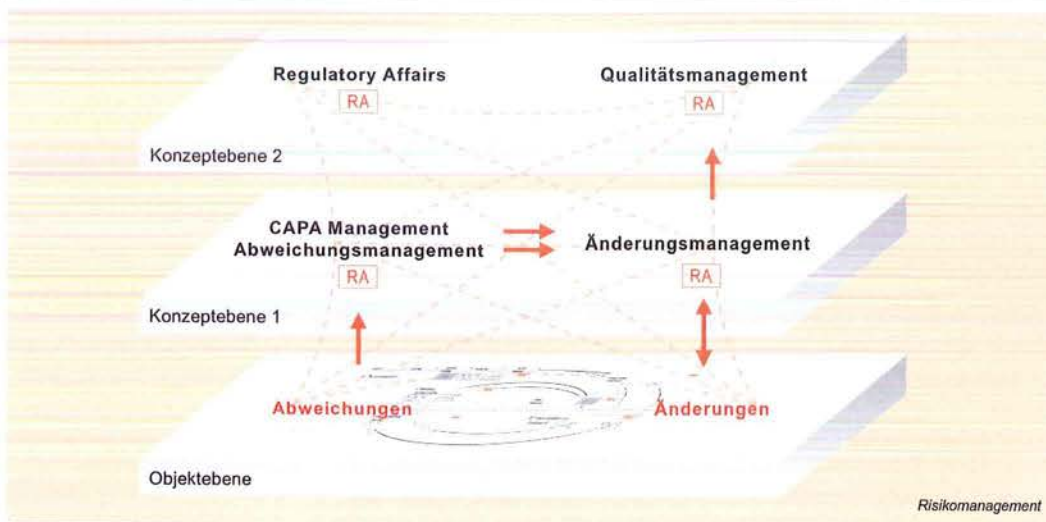 Regulatory Affairs
Qualitätsmanagement
RA
RA
Konzeptebene 2
CAPA Management
Abweichungsmanagement
Änderungsmanagement
RA
RA
Konzeptebene 1
Abweichungen
Änderungen
Objektebene
Risikomanagement